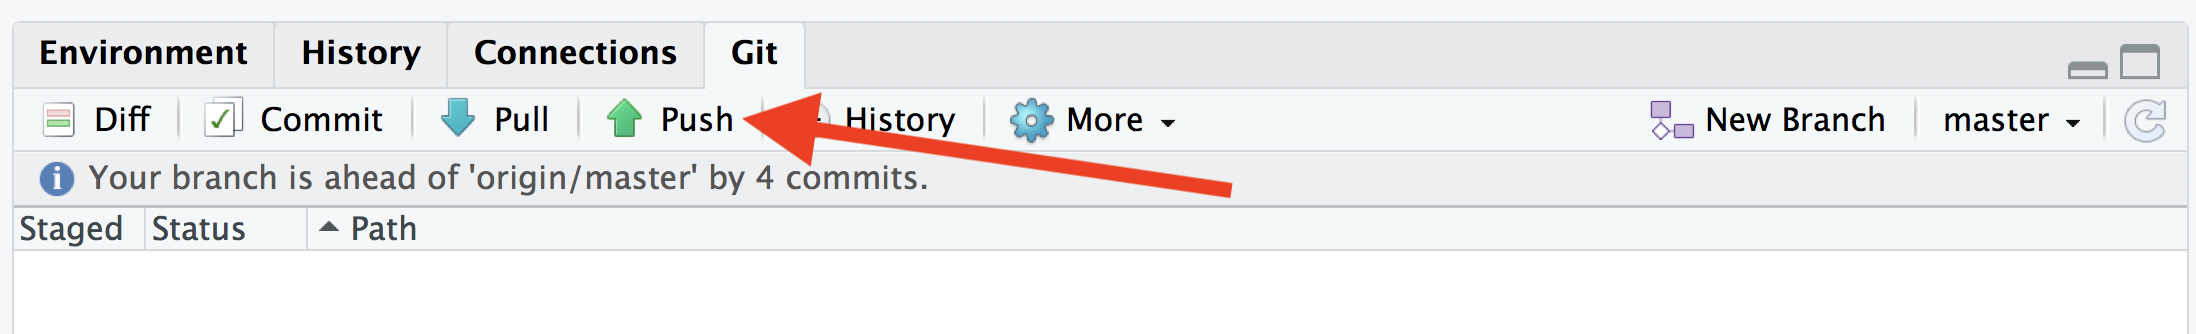 Environment History Connections Git
Diff Commit Pull Push History More New Branch master
Your branch is ahead of 'origin/master' by 4 commits.
Staged Status Path